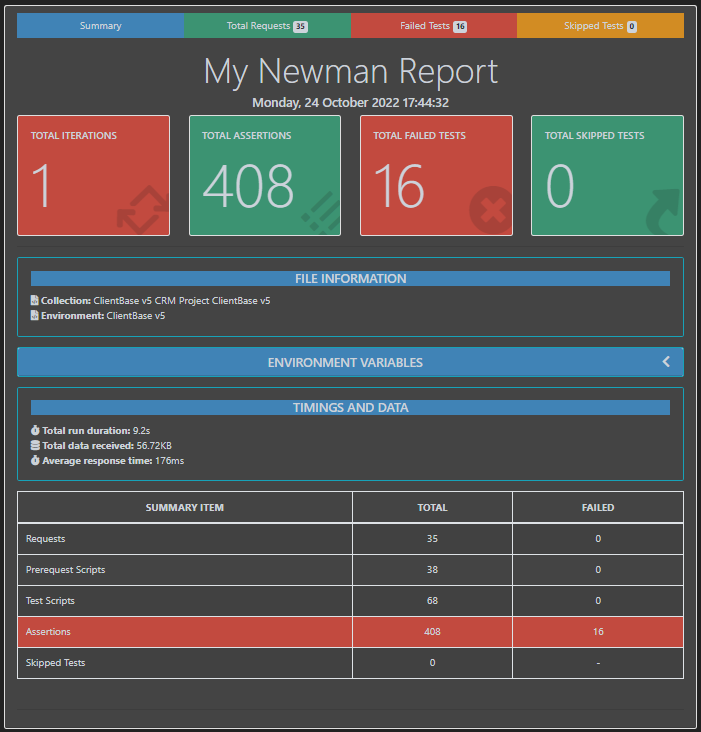 Summary Total Requests 35 Failed Tests 16 Skipped Tests 0
My Newman Report
Monday, 24 October 2022 17:44:32
TOTAL ITERATIONS TOTAL ASSERTIONS TOTAL FAILED TESTS TOTAL SKIPPED TESTS
1 408 16 0
FILE INFORMATION
Collection: ClientBase v5 CRM Project ClientBase v5
Environment: ClientBase v5
ENVIRONMENT VARIABLES
TIMINGS AND DATA
Total run duration: 9.2s
Total data received: 56.72KB
Average response time: 176ms
SUMMARY ITEM TOTAL FAILED
Requests 35 0
Prerequest Scripts 38 0
Test Scripts 68 0
Assertions 408 16
Skipped Tests 0 -